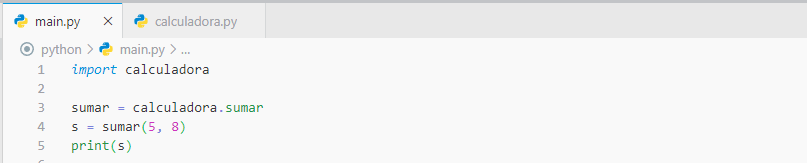 main.py × calculadora.py
python > main.py > ...
1 import calculadora
2
3 sumar = calculadora.sumar
4 s = sumar(5, 8)
5 print(s)